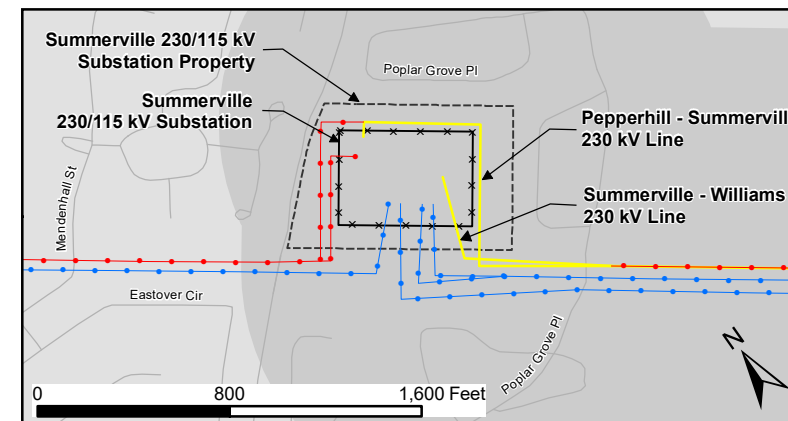 Summerville 230/115 kV
Substation Property
Poplar Grove Pl
Summerville
230/115 kV Substation
Pepperhill - Summervill
230 kV Line
Mendenhall St
Summerville - Williams
230 kV Line
Eastover Cir
Poplar Grove Pl
N
0 800 1,600 Feet